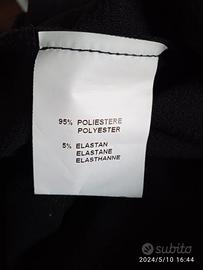 95% POLIESTERE
POLYESTER
5% ELASTAN
ELASTANE
ELASTHANNE
subito
2024/5/10 16:44